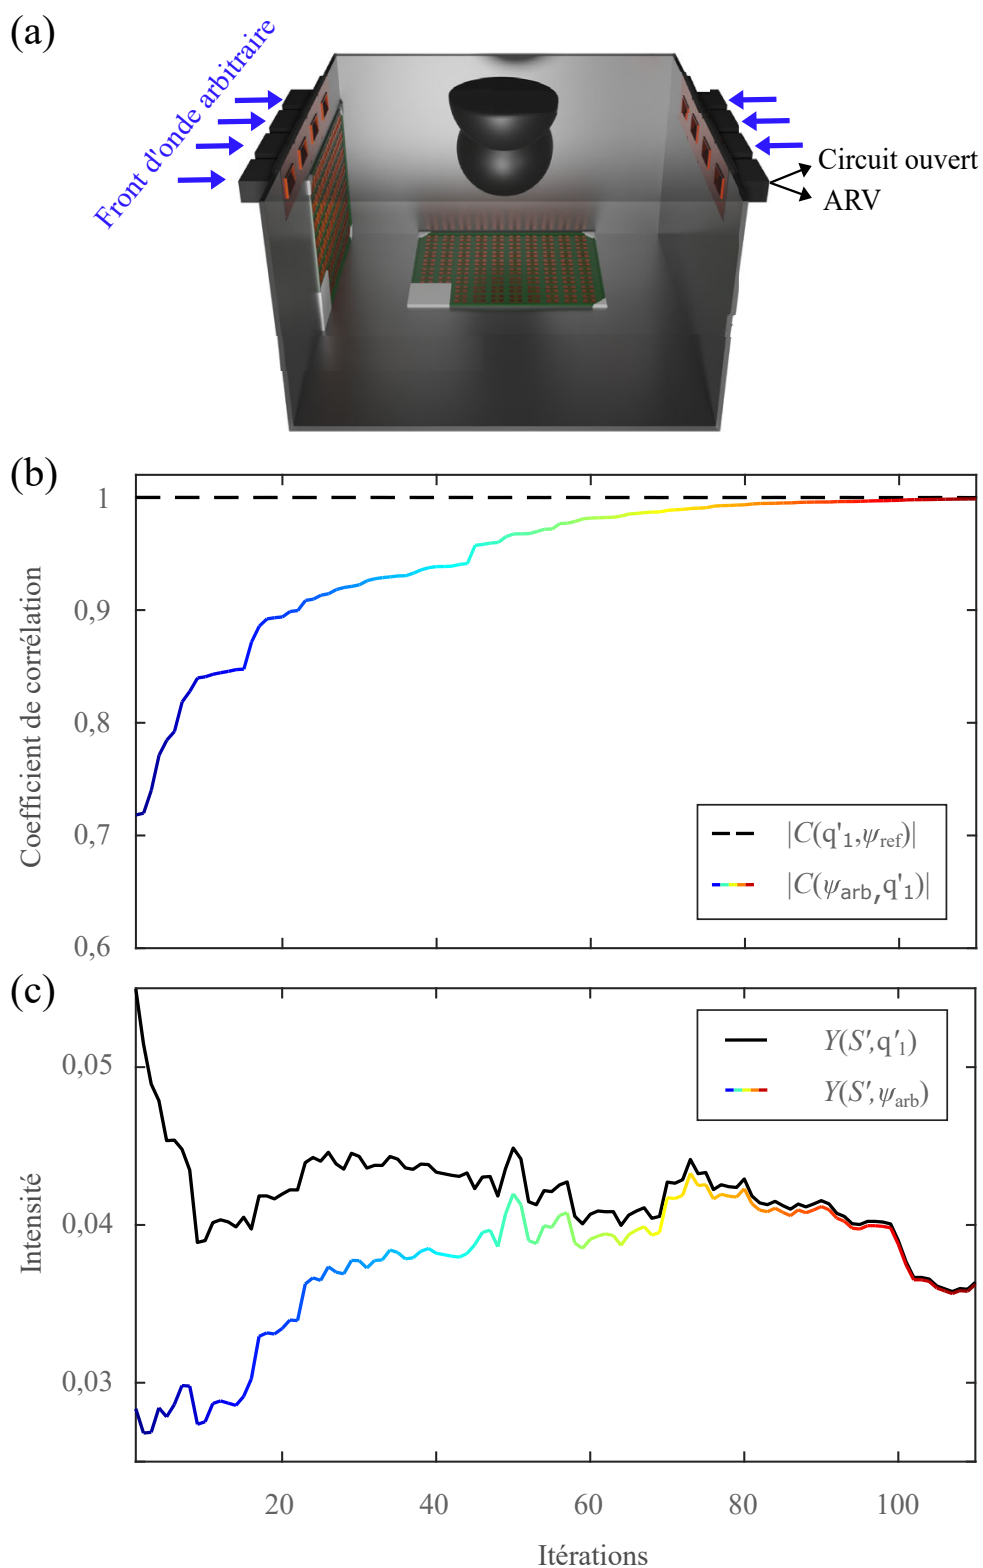 (a)
Front d'onde arbitraire
Circuit ouvert
ARV
(b)
1
0,9
0,8
0,7
0,6
Coefficient de corrélation
|C(q'1,ψref)|
|C(ψarb,q'1)|
(c)
0,05
0,04
0,03
Intensité
Y(S',q'1)
Y(S',ψarb)
20 40 60 80 100
Itérations